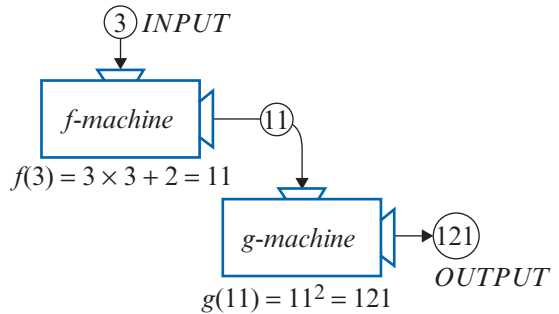 3 INPUT
f-machine
11
f(3) = 3 × 3 + 2 = 11
g-machine
121
OUTPUT
g(11) = 11² = 121